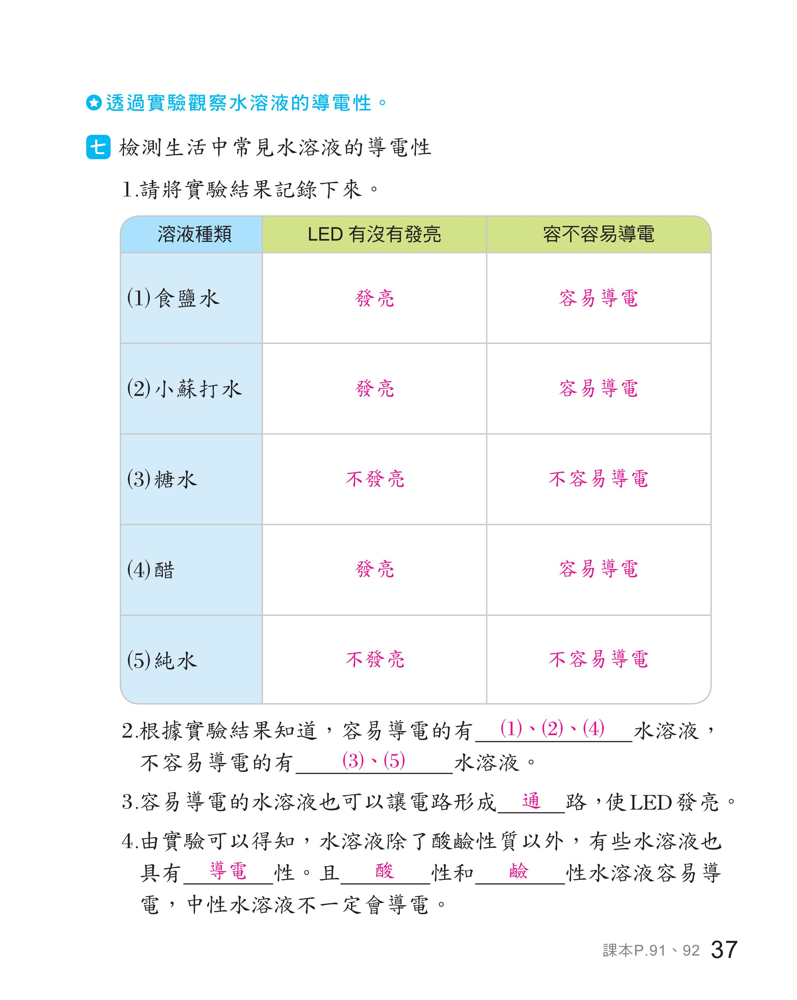 透過實驗觀察水溶液的導電性。
七 檢測生活中常見水溶液的導電性
1.請將實驗結果記錄下來。
溶液種類 LED 有沒有發亮 容不容易導電
(1)食鹽水 發亮 容易導電
(2)小蘇打水 發亮 容易導電
(3)糖水 不發亮 不容易導電
(4)醋 發亮 容易導電
(5)純水 不發亮 不容易導電
2.根據實驗結果知道，容易導電的有(1)、(2)、(4)水溶液，
不容易導電的有(3)、(5)水溶液。
3.容易導電的水溶液也可以讓電路形成通路，使LED發亮。
4.由實驗可以得知，水溶液除了酸鹼性質以外，有些水溶液也
具有導電性。且酸性和鹼性水溶液容易導
電，中性水溶液不一定會導電。
課本P.91、92 37